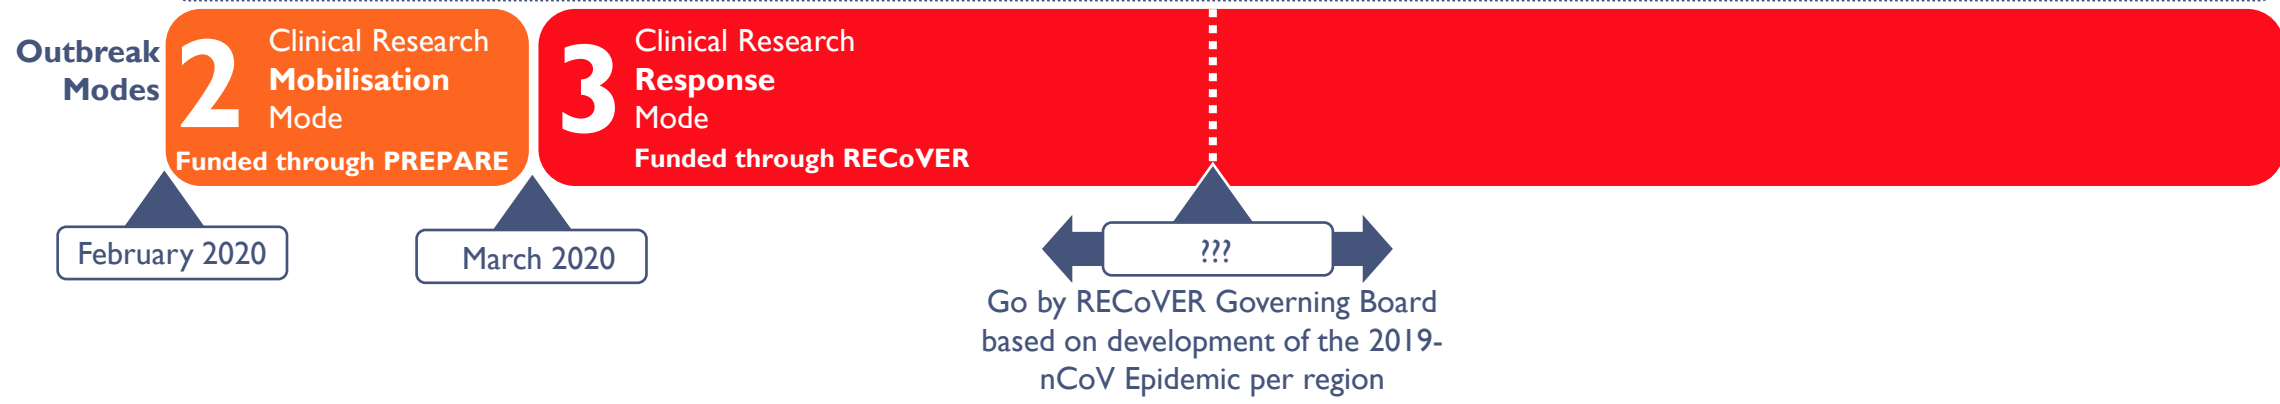 Outbreak
Modes
2
Clinical Research
Mobilisation
Mode
Funded through PREPARE
3
Clinical Research
Response
Mode
Funded through RECoVER
February 2020
March 2020
???
Go by RECoVER Governing Board
based on development of the 2019-
nCoV Epidemic per region